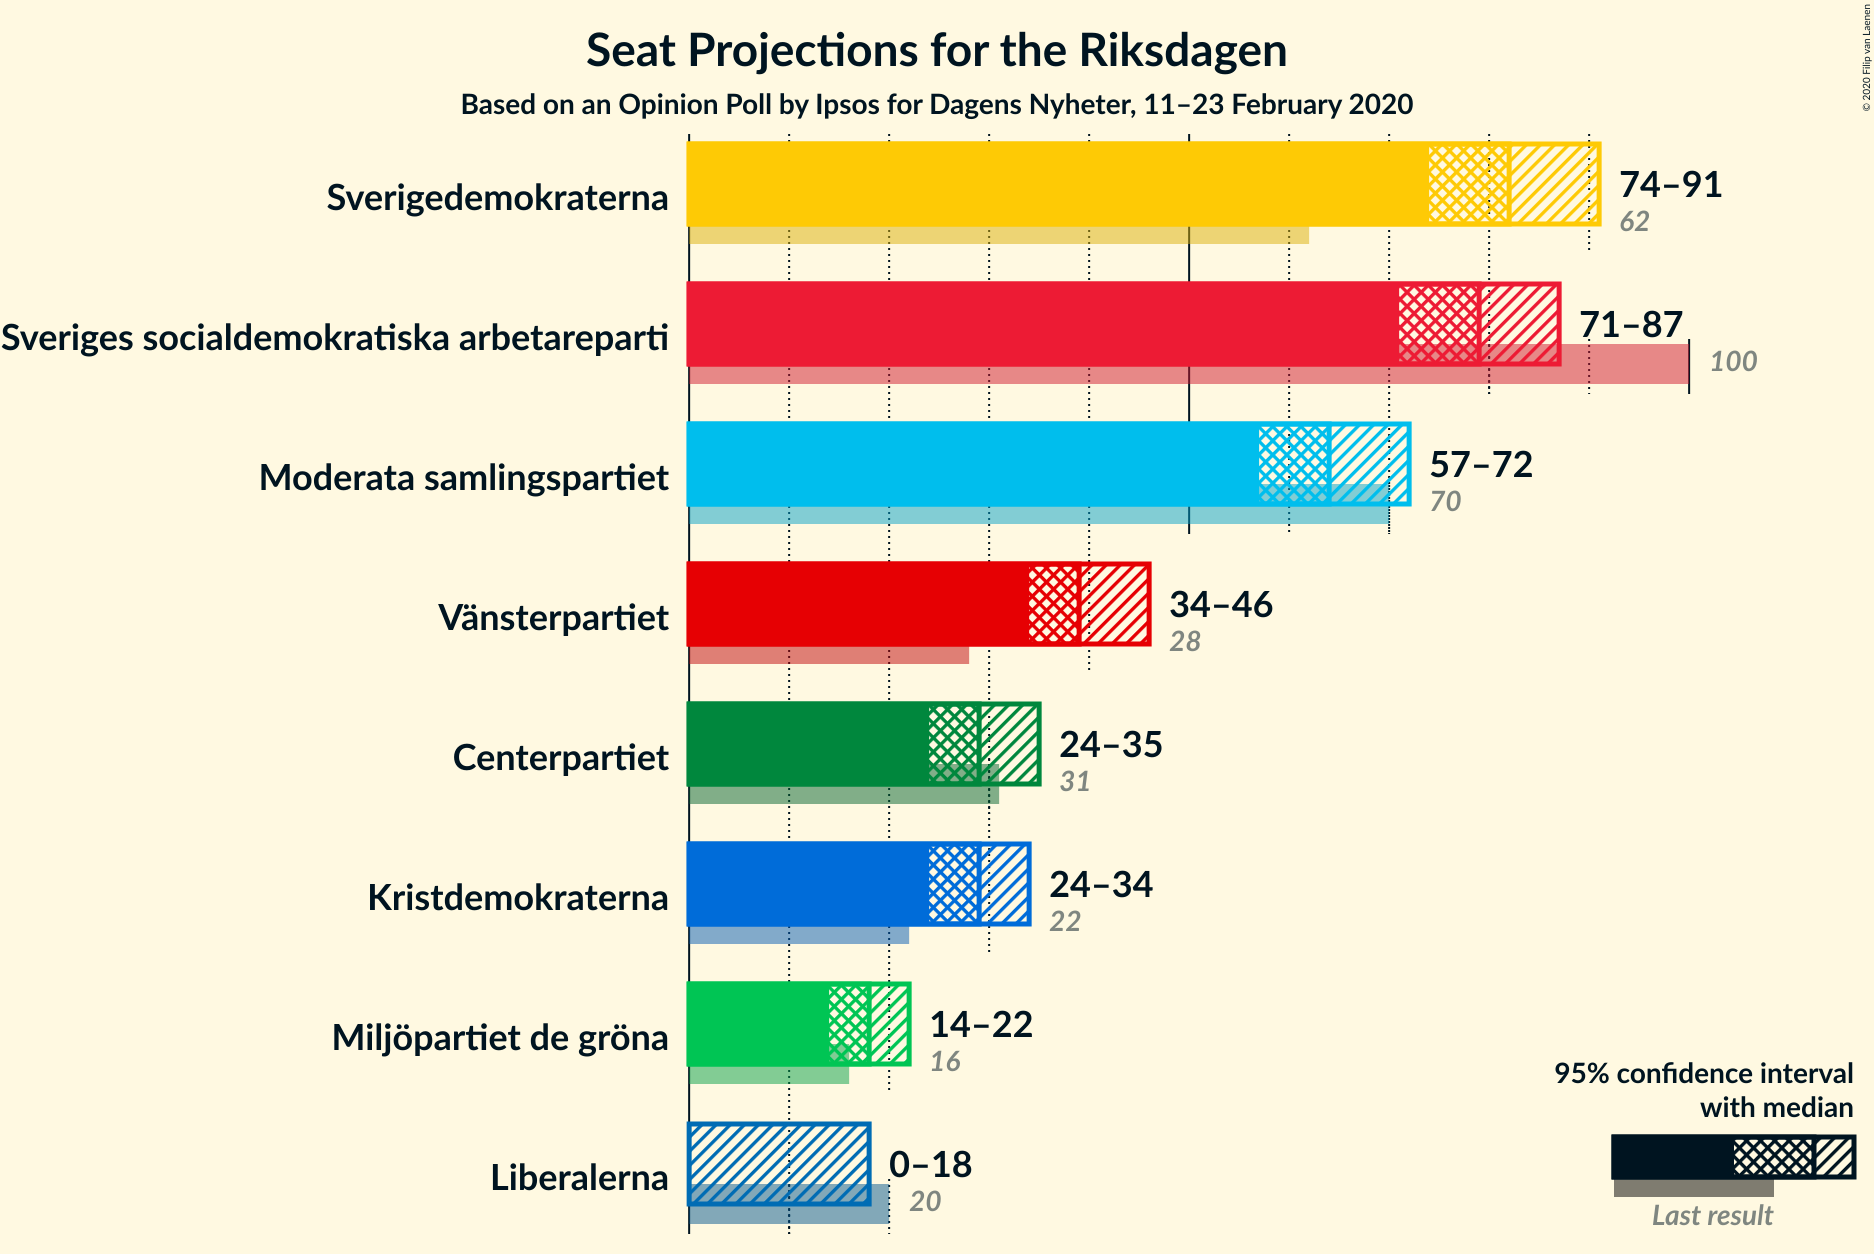 Seat Projections for the Riksdagen
Based on an Opinion Poll by Ipsos for Dagens Nyheter, 11–23 February 2020
© 2020 Filip van Laenen
Sverigedemokraterna
74–91
62
Sveriges socialdemokratiska arbetareparti
71–87
100
Moderata samlingspartiet
57–72
70
Vänsterpartiet
34–46
28
Centerpartiet
24–35
31
Kristdemokraterna
24–34
22
Miljöpartiet de gröna
14–22
16
Liberalerna
0–18
20
95% confidence interval
with median
Last result